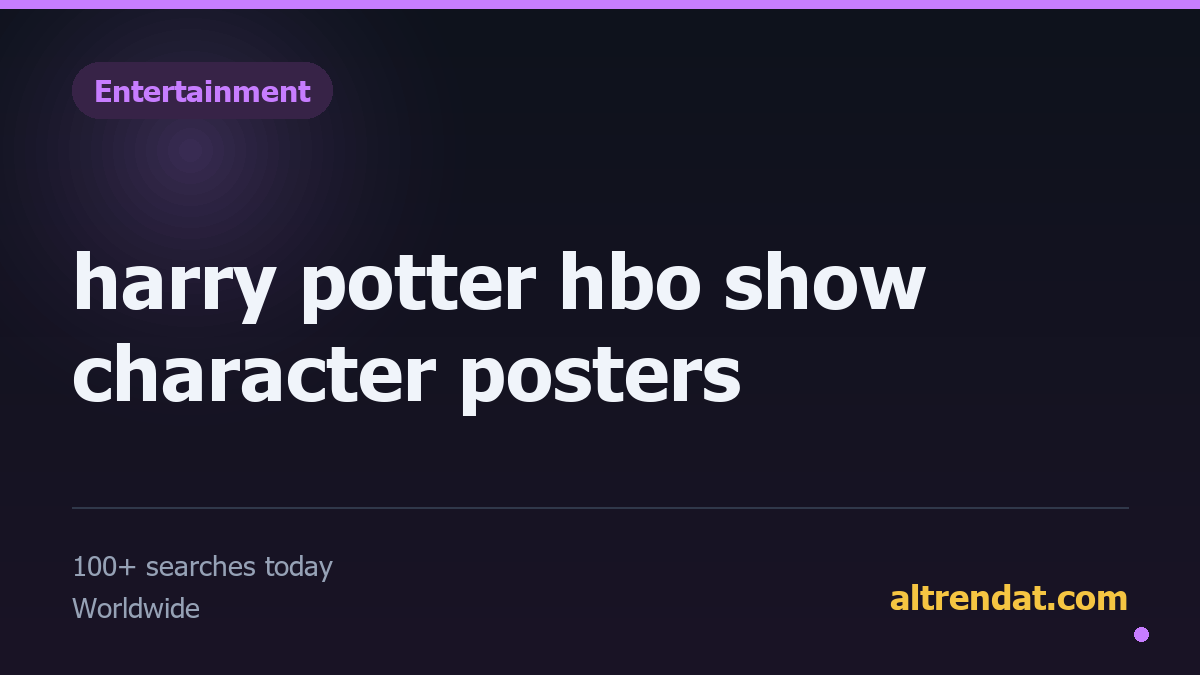 Entertainment
harry potter hbo show
character posters
100+ searches today
Worldwide
altrendat.com